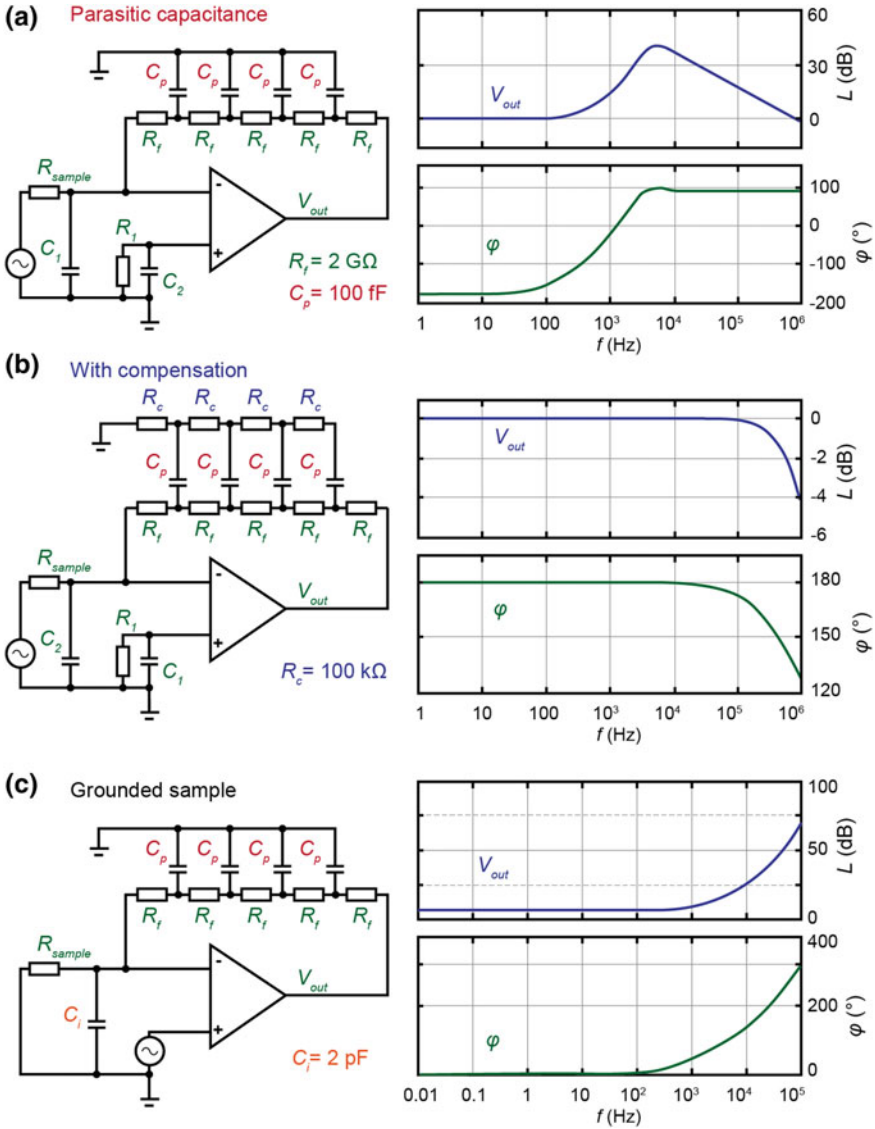 (a) Parasitic capacitance
C_p C_p C_p C_p
R_f R_f R_f R_f R_f
R_sample
-
+
V_out
C_1
R_1
C_2
R_f = 2 GΩ
C_p = 100 fF
60
30
0
L (dB)
V_out
100
0
-100
-200
φ (°)
φ
1 10 100 10^3 10^4 10^5 10^6
f (Hz)
(b) With compensation
R_c R_c R_c R_c
C_p C_p C_p C_p
R_f R_f R_f R_f R_f
R_sample
-
+
V_out
C_2
R_1
C_1
R_c = 100 kΩ
0
-2
-4
-6
L (dB)
V_out
180
150
120
φ (°)
φ
1 10 100 10^3 10^4 10^5 10^6
f (Hz)
(c) Grounded sample
C_p C_p C_p C_p
R_f R_f R_f R_f R_f
R_sample
-
+
V_out
C_i
C_i = 2 pF
100
50
0
L (dB)
V_out
400
200
0
φ (°)
φ
0.01 0.1 1 10 10^2 10^3 10^4 10^5
f (Hz)